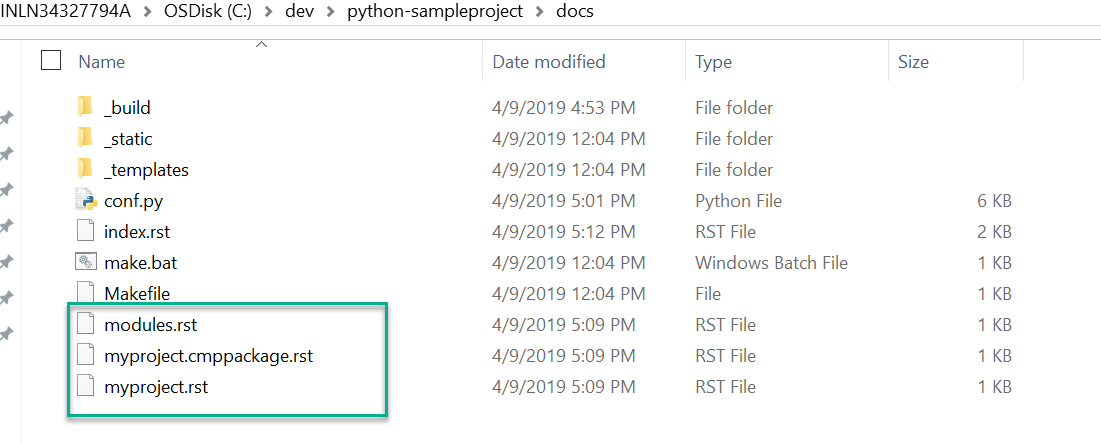 INLN34327794A > OSDisk (C:) > dev > python-sampleproject > docs
Name Date modified Type Size
_build 4/9/2019 4:53 PM File folder
_static 4/9/2019 12:04 PM File folder
_templates 4/9/2019 12:04 PM File folder
conf.py 4/9/2019 5:01 PM Python File 6 KB
index.rst 4/9/2019 5:12 PM RST File 2 KB
make.bat 4/9/2019 12:04 PM Windows Batch File 1 KB
Makefile 4/9/2019 12:04 PM File 1 KB
modules.rst 4/9/2019 5:09 PM RST File 1 KB
myproject.cmppackage.rst 4/9/2019 5:09 PM RST File 1 KB
myproject.rst 4/9/2019 5:09 PM RST File 1 KB